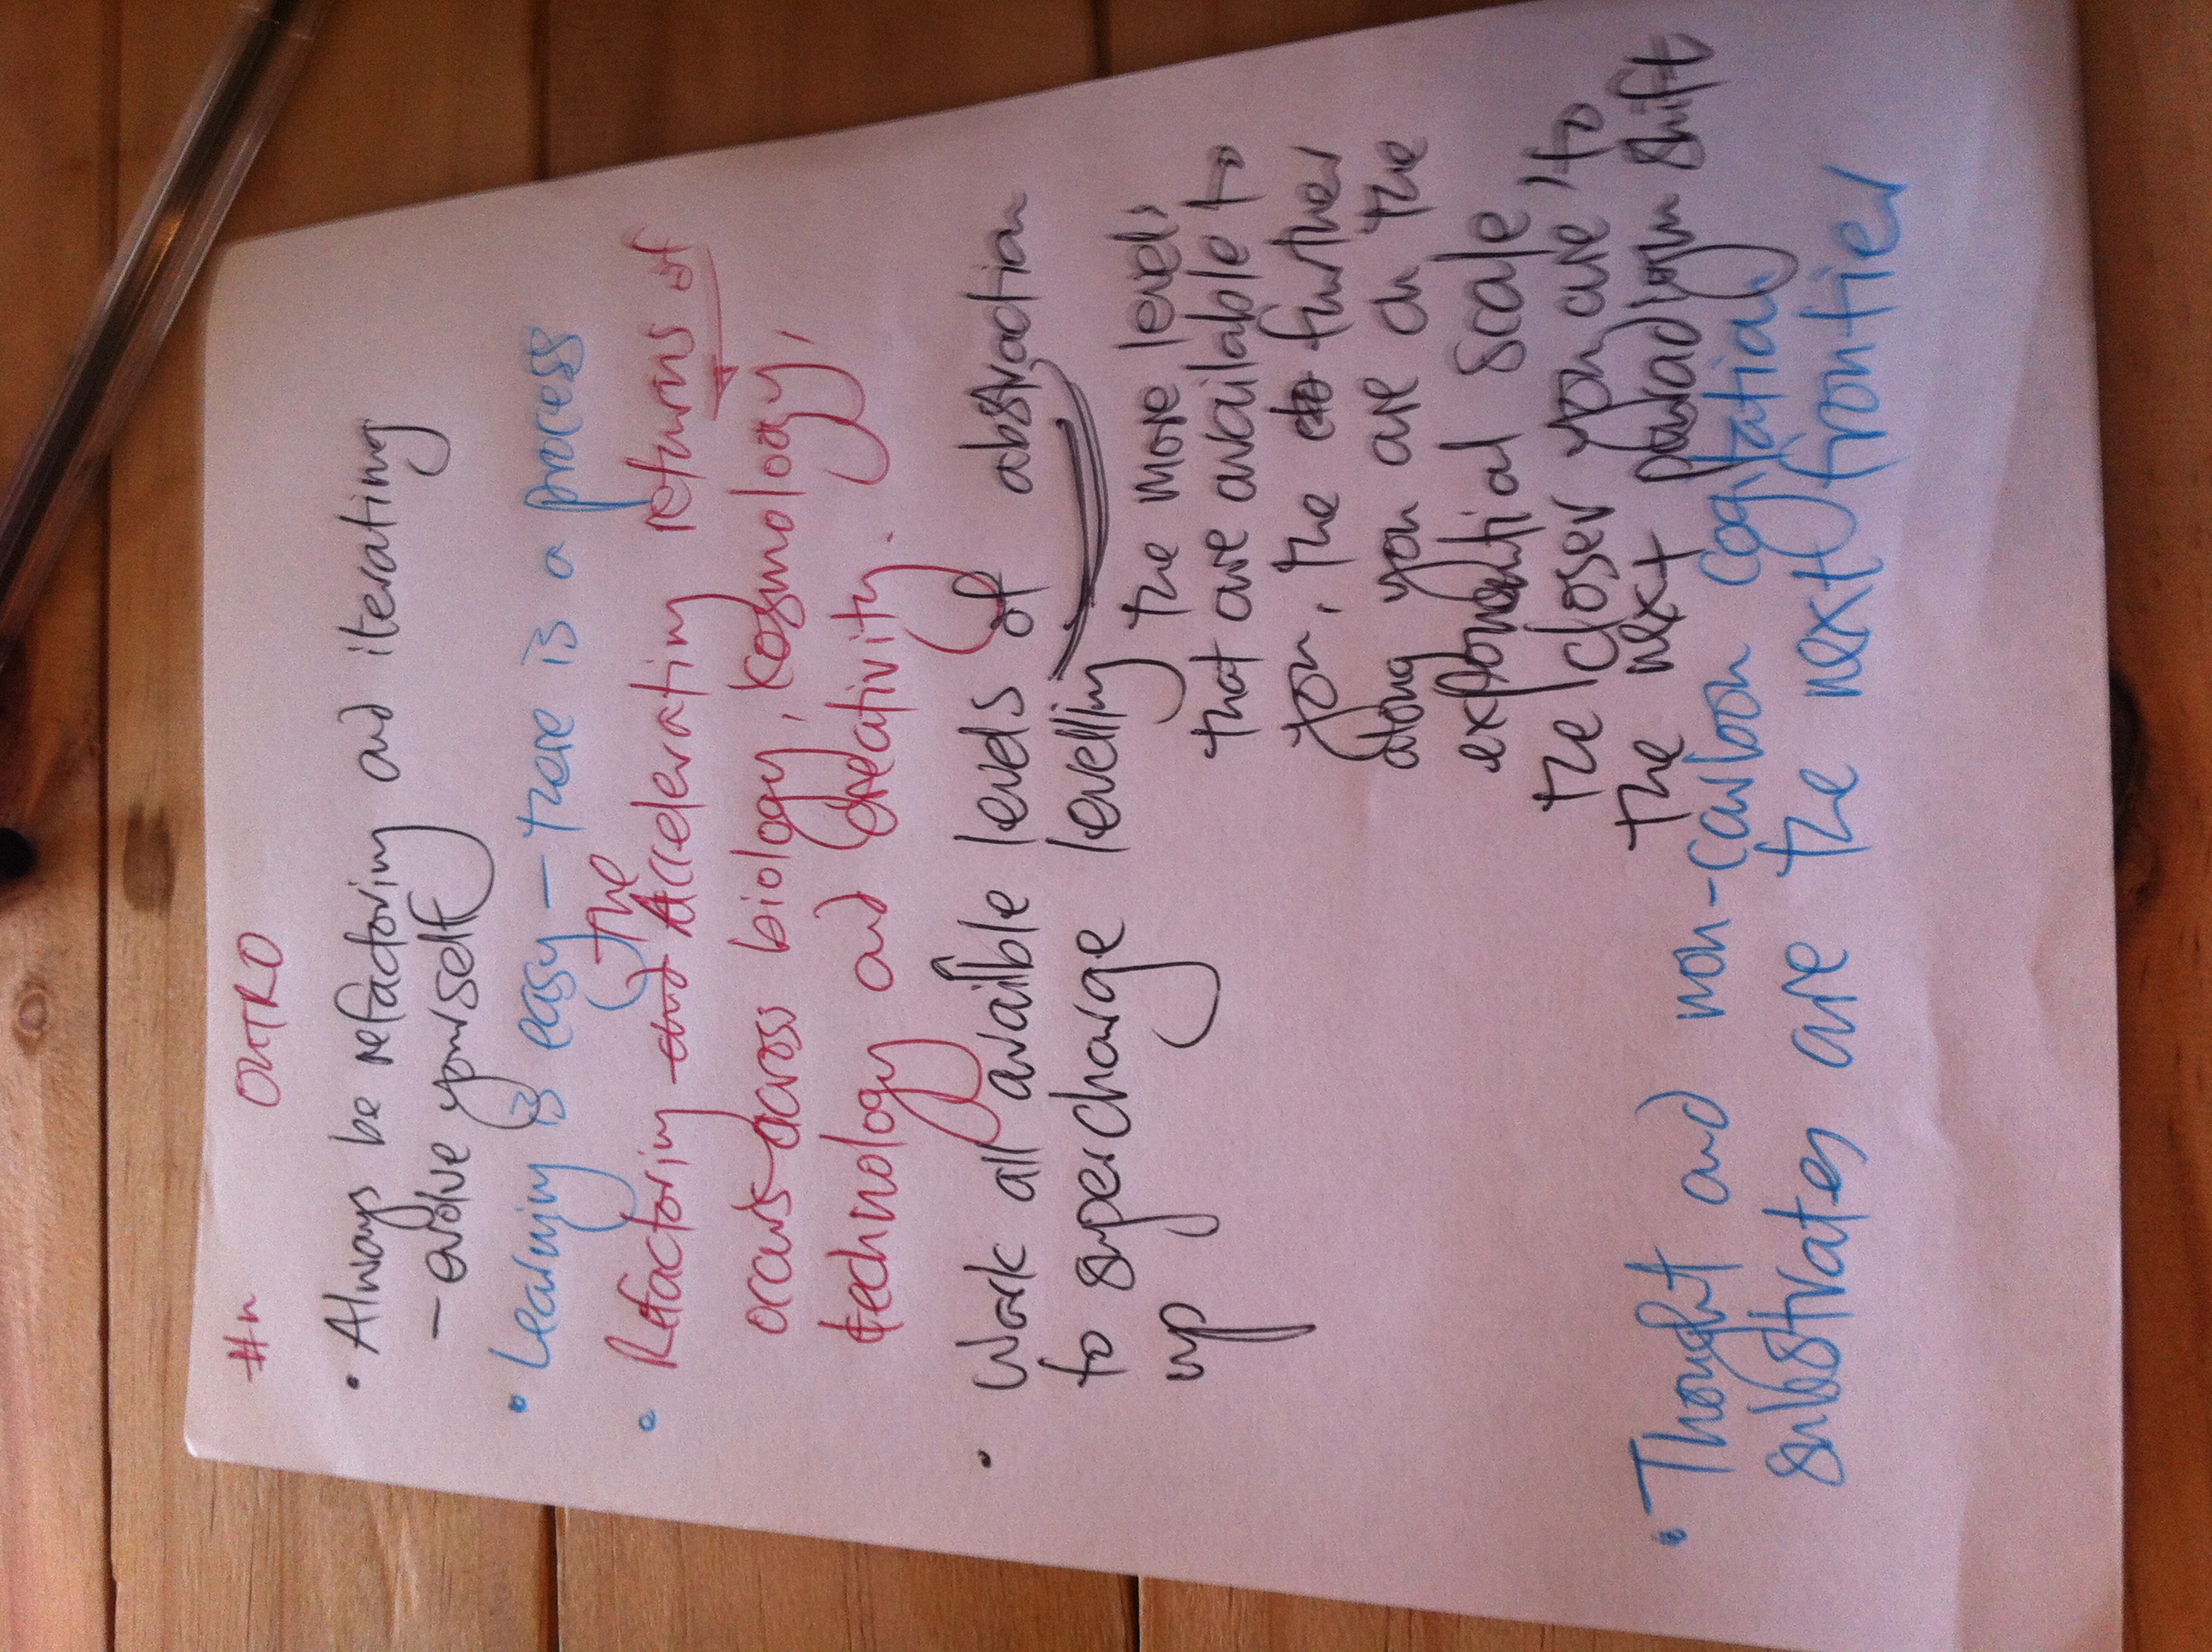 #n OUTRO
• Always be refactoring and iterating
– evolve yourself
• Learning is easy – there is a process
the
• Refactoring and Accelerating returns of
occurs across biology, kosmology,
technology and creativity.
• Work all availble levels of abstraction
to supercharge levelling
up
the more levels
that are available to
you, the further
along you are on the
exponential scale,
the closer you are to
the next paradigm shift
• Thought and non-carbon cogitation
substrates are the next frontier